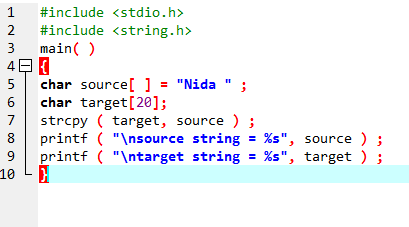 1 #include <stdio.h>
2 #include <string.h>
3 main( )
4 {
5 char source[ ] = "Nida " ;
6 char target[20];
7 strcpy ( target, source ) ;
8 printf ( "\nsource string = %s", source ) ;
9 printf ( "\ntarget string = %s", target ) ;
10 }